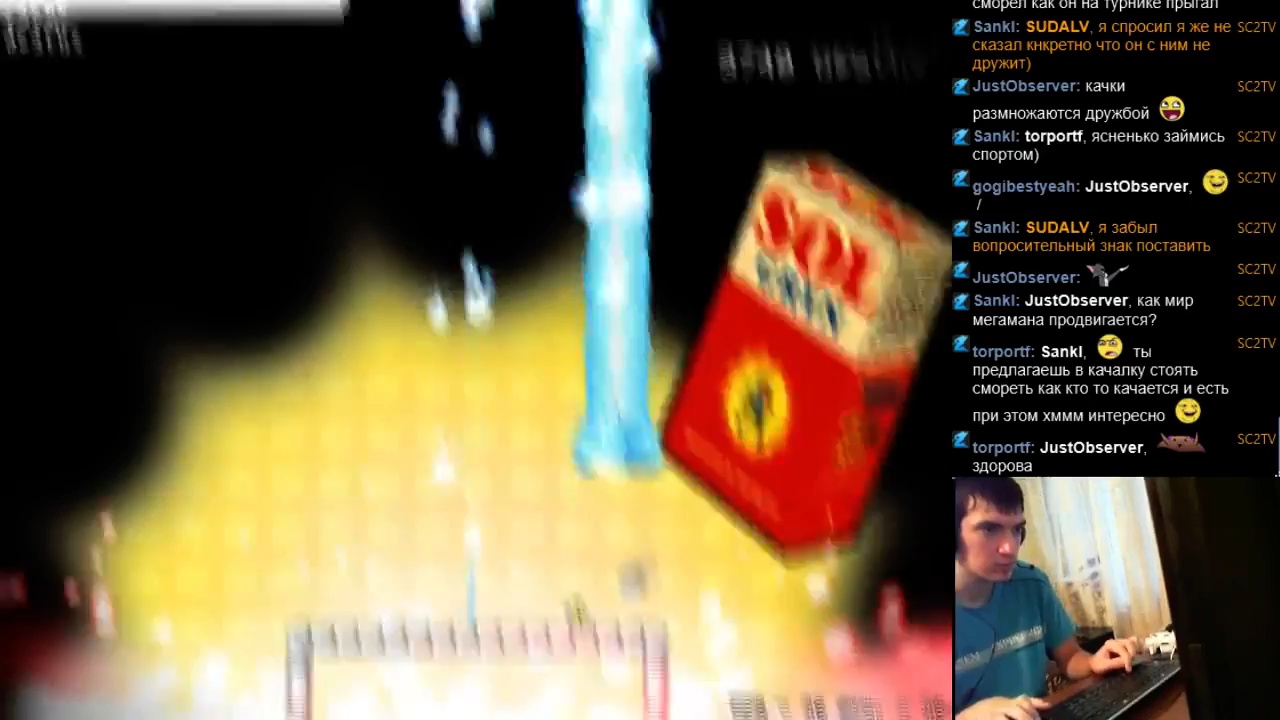 сморел как он на турнике прыгал
Sankl: SUDALV, я спросил я же не SC2TV
сказал кнкретно что он с ним не
дружит)
JustObserver: качки SC2TV
размножаются дружбой
Sankl: torportf, ясненько займись SC2TV
спортом)
gogibestyeah: JustObserver, SC2TV
/
Sankl: SUDALV, я забыл SC2TV
вопросительный знак поставить
JustObserver: SC2TV
Sankl: JustObserver, как мир SC2TV
мегамана продвигается?
torportf: Sankl, ты SC2TV
предлагаешь в качалку стоять
смореть как кто то качается и есть
при этом хммм интересно
torportf: JustObserver, SC2TV
здорова